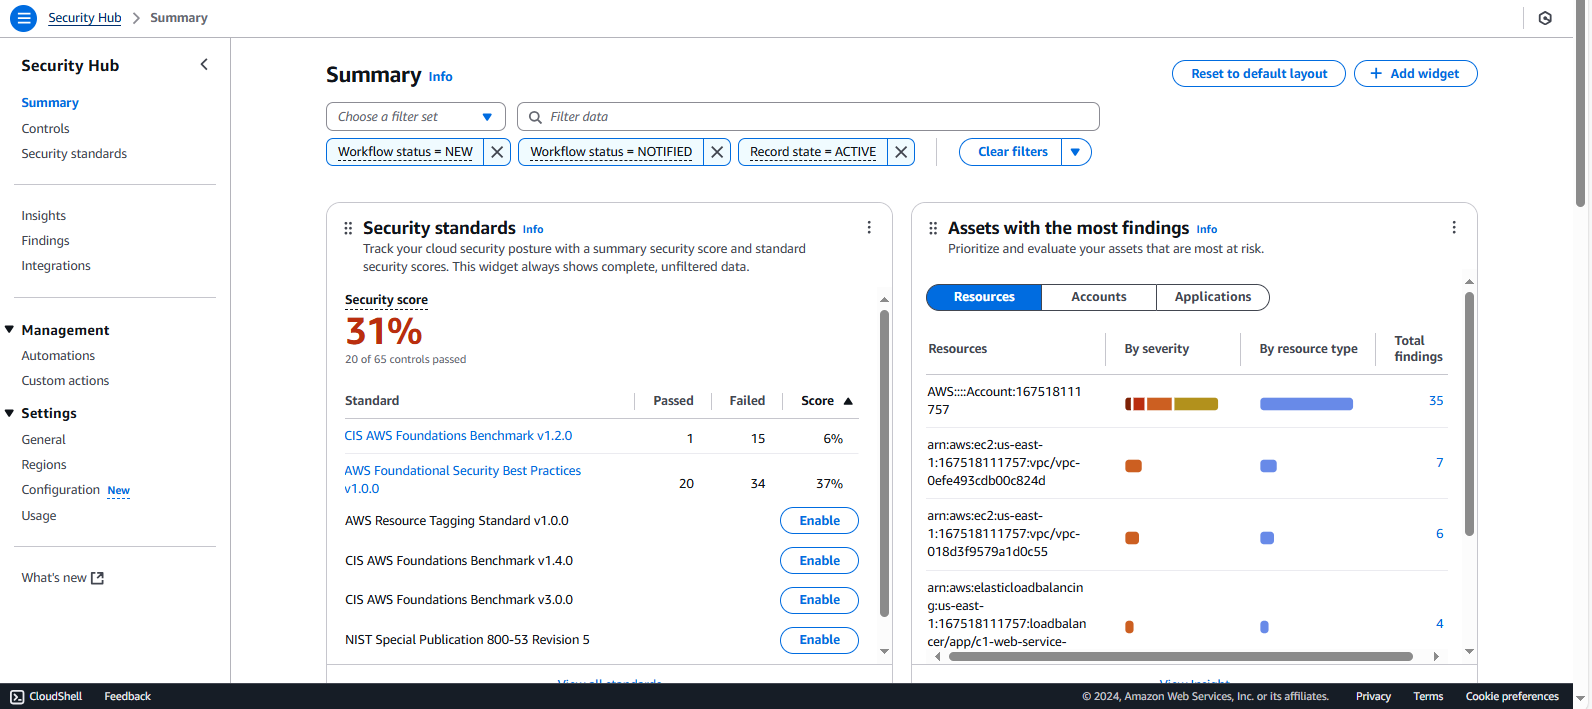 Security Hub > Summary
Security Hub
Summary
Controls
Security standards
Insights
Findings
Integrations
Management
Automations
Custom actions
Settings
General
Regions
Configuration New
Usage
What's new
Summary Info
Reset to default layout
Add widget
Choose a filter set
Filter data
Workflow status = NEW
Workflow status = NOTIFIED
Record state = ACTIVE
Clear filters
Security standards Info
Track your cloud security posture with a summary security score and standard
security scores. This widget always shows complete, unfiltered data.
Security score
31%
20 of 65 controls passed
Standard Passed Failed Score
CIS AWS Foundations Benchmark v1.2.0 1 15 6%
AWS Foundational Security Best Practices
v1.0.0 20 34 37%
AWS Resource Tagging Standard v1.0.0 Enable
CIS AWS Foundations Benchmark v1.4.0 Enable
CIS AWS Foundations Benchmark v3.0.0 Enable
NIST Special Publication 800-53 Revision 5 Enable
View all standards
Assets with the most findings Info
Prioritize and evaluate your assets that are most at risk.
Resources Accounts Applications
Resources By severity By resource type Total
findings
AWS::::Account:167518111
757 35
arn:aws:ec2:us-east-
1:167518111757:vpc/vpc- 7
0efe493cdb00c824d
arn:aws:ec2:us-east-
1:167518111757:vpc/vpc- 6
018d3f9579a1d0c55
arn:aws:elasticloadbalancin
g:us-east-
1:167518111757:loadbalan 4
cer/app/c1-web-service-
View Insight
CloudShell Feedback
© 2024, Amazon Web Services, Inc. or its affiliates. Privacy Terms Cookie preferences